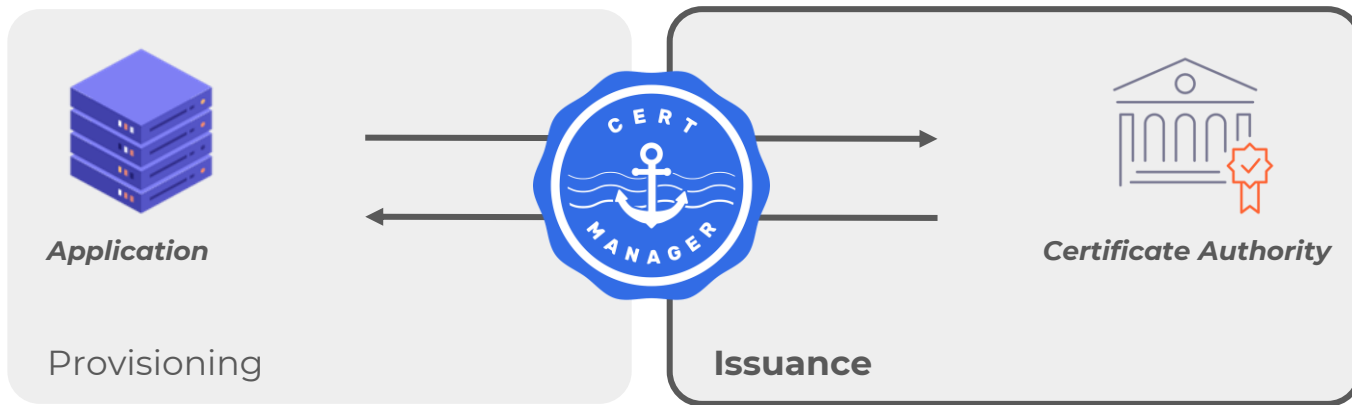 CERT
MANAGER
Application
Certificate Authority
Provisioning
Issuance